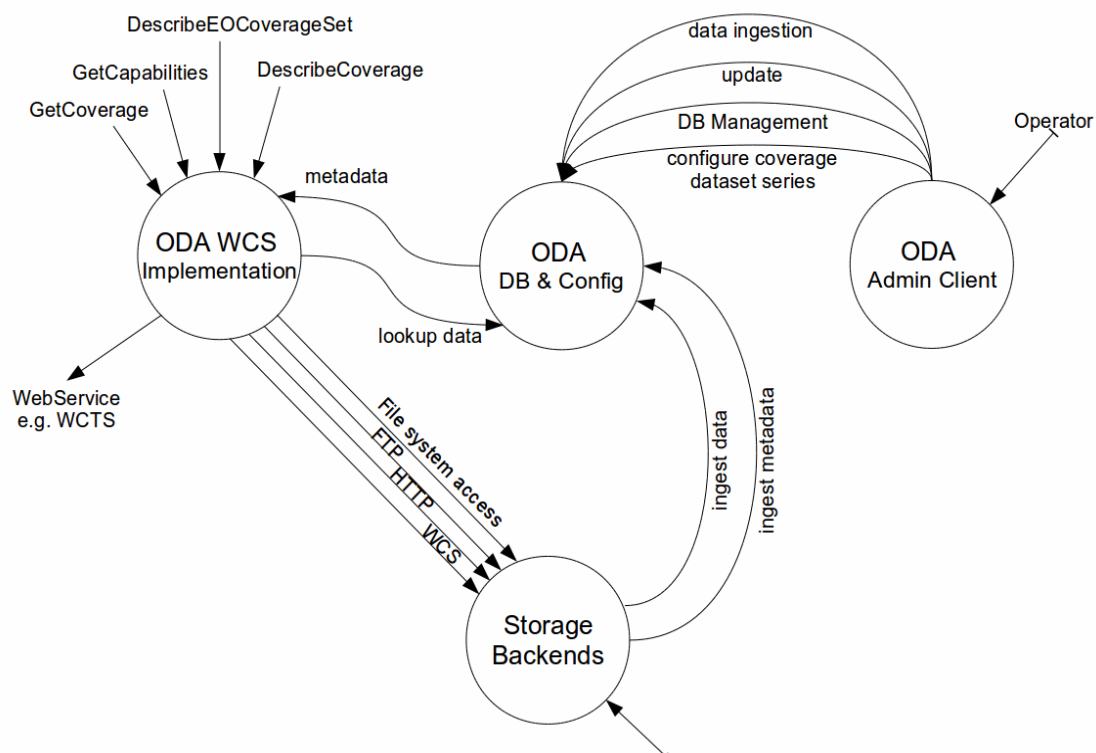 DescribeEOCoverageSet
GetCapabilities
DescribeCoverage
GetCoverage
data ingestion
update
DB Management
configure coverage
dataset series
Operator
metadata
ODA WCS
Implementation
ODA
DB & Config
ODA
Admin Client
lookup data
WebService
e.g. WCTS
File system access
FTP
HTTP
WCS
ingest data
ingest metadata
Storage
Backends